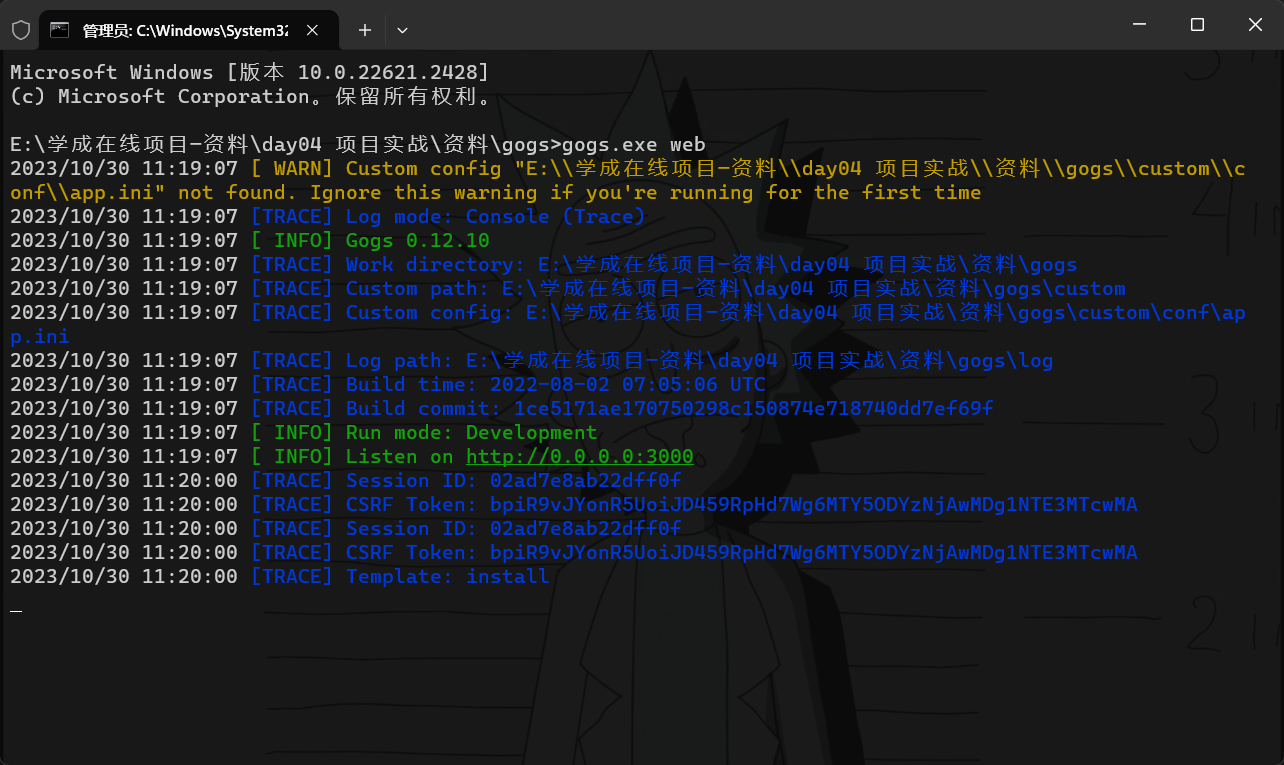 管理员: C:\Windows\System32
Microsoft Windows [版本 10.0.22621.2428]
(c) Microsoft Corporation。保留所有权利。
E:\学成在线项目-资料\day04 项目实战\资料\gogs>gogs.exe web
2023/10/30 11:19:07 [ WARN] Custom config "E:\\学成在线项目-资料\\day04 项目实战\\资料\\gogs\\custom\\c
onf\\app.ini" not found. Ignore this warning if you're running for the first time
2023/10/30 11:19:07 [TRACE] Log mode: Console (Trace)
2023/10/30 11:19:07 [ INFO] Gogs 0.12.10
2023/10/30 11:19:07 [TRACE] Work directory: E:\学成在线项目-资料\day04 项目实战\资料\gogs
2023/10/30 11:19:07 [TRACE] Custom path: E:\学成在线项目-资料\day04 项目实战\资料\gogs\custom
2023/10/30 11:19:07 [TRACE] Custom config: E:\学成在线项目-资料\day04 项目实战\资料\gogs\custom\conf\ap
p.ini
2023/10/30 11:19:07 [TRACE] Log path: E:\学成在线项目-资料\day04 项目实战\资料\gogs\log
2023/10/30 11:19:07 [TRACE] Build time: 2022-08-02 07:05:06 UTC
2023/10/30 11:19:07 [TRACE] Build commit: 1ce5171ae170750298c150874e718740dd7ef69f
2023/10/30 11:19:07 [ INFO] Run mode: Development
2023/10/30 11:19:07 [ INFO] Listen on http://0.0.0.0:3000
2023/10/30 11:20:00 [TRACE] Session ID: 02ad7e8ab22dff0f
2023/10/30 11:20:00 [TRACE] CSRF Token: bpiR9vJYonR5UoiJD459RpHd7Wg6MTY5ODYzNjAwMDg1NTE3MTcwMA
2023/10/30 11:20:00 [TRACE] Session ID: 02ad7e8ab22dff0f
2023/10/30 11:20:00 [TRACE] CSRF Token: bpiR9vJYonR5UoiJD459RpHd7Wg6MTY5ODYzNjAwMDg1NTE3MTcwMA
2023/10/30 11:20:00 [TRACE] Template: install